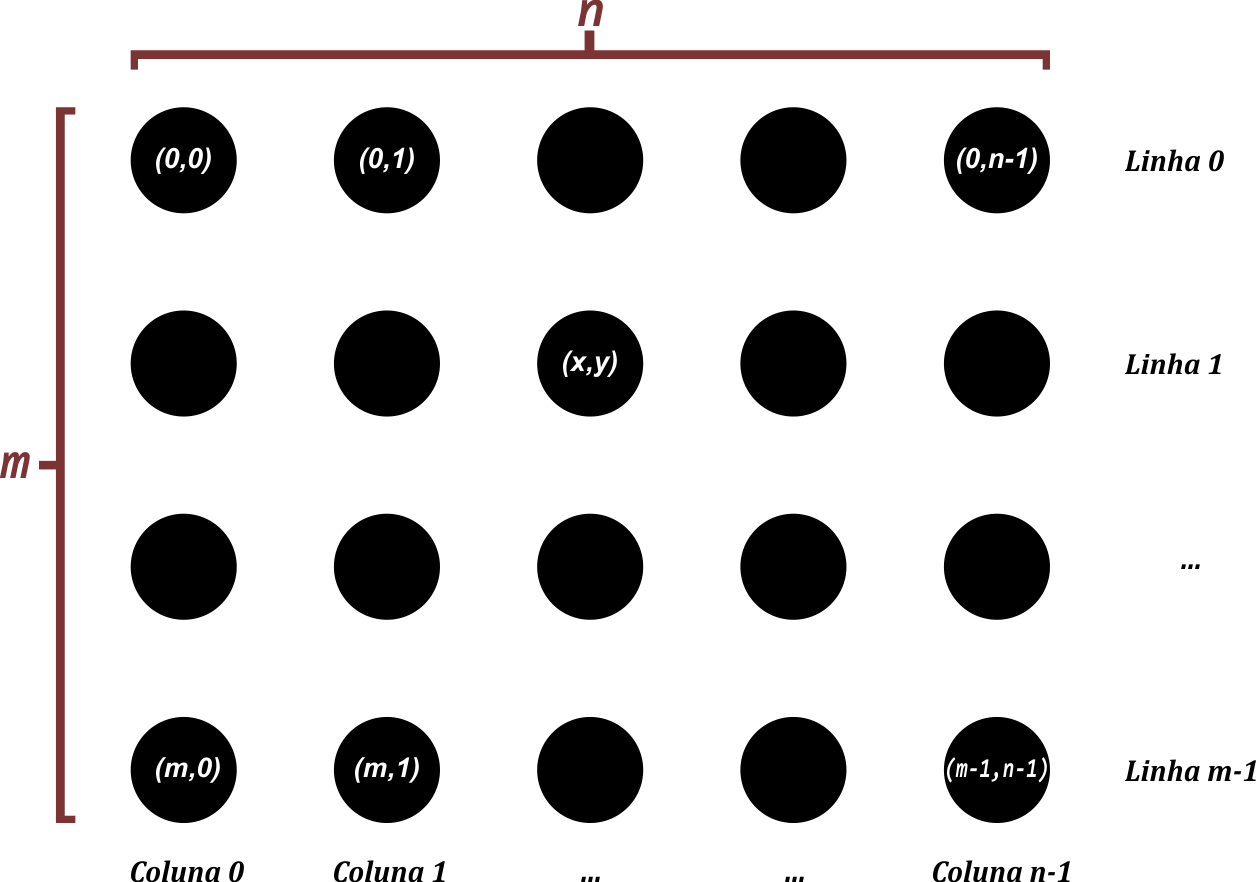 n
(0,0) (0,1) (0,n-1) Linha 0
(x,y) Linha 1
m
...
(m,0) (m,1) (m-1,n-1) Linha m-1
Coluna 0 Coluna 1 ... ... Coluna n-1